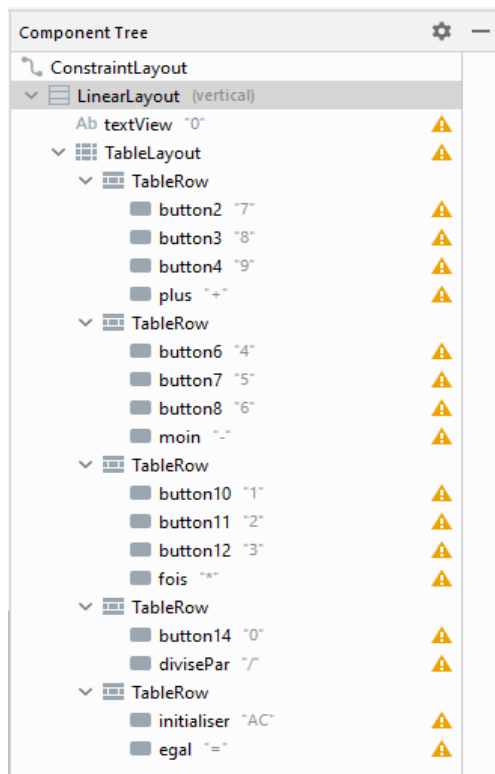 Component Tree
ConstraintLayout
LinearLayout (vertical)
Ab textView "0"
TableLayout
TableRow
button2 "7"
button3 "8"
button4 "9"
plus "+"
TableRow
button6 "4"
button7 "5"
button8 "6"
moin "-"
TableRow
button10 "1"
button11 "2"
button12 "3"
fois "*"
TableRow
button14 "0"
divisePar "/"
TableRow
initialiser "AC"
egal "="